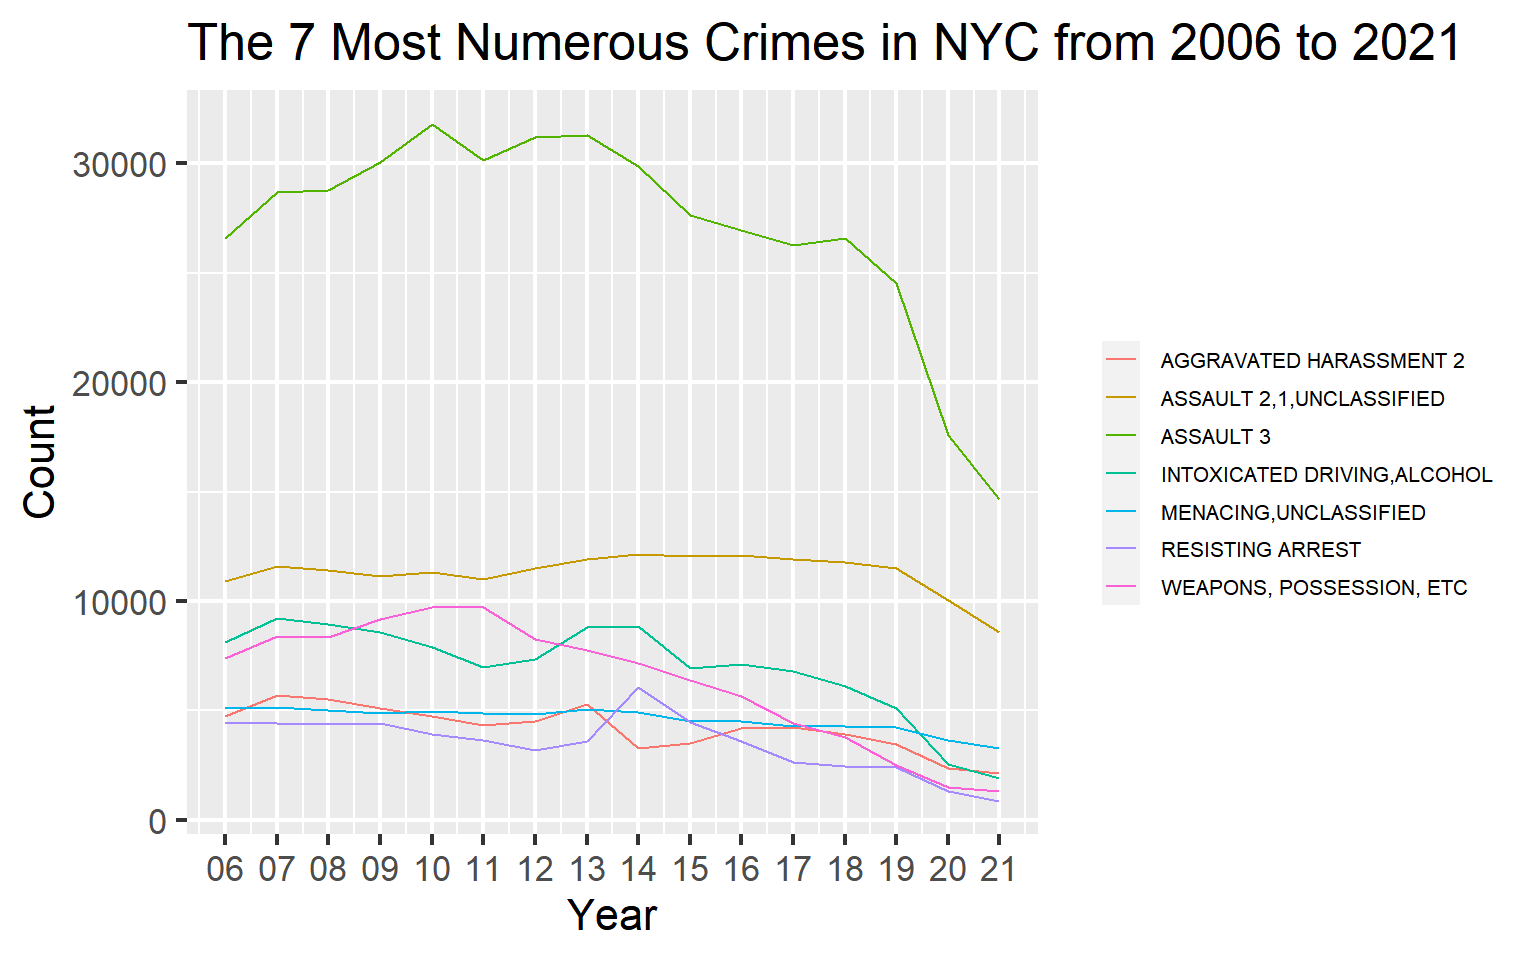 The 7 Most Numerous Crimes in NYC from 2006 to 2021
30000
20000
10000
0
Count
06 07 08 09 10 11 12 13 14 15 16 17 18 19 20 21
Year
AGGRAVATED HARASSMENT 2
ASSAULT 2,1,UNCLASSIFIED
ASSAULT 3
INTOXICATED DRIVING,ALCOHOL
MENACING,UNCLASSIFIED
RESISTING ARREST
WEAPONS, POSSESSION, ETC